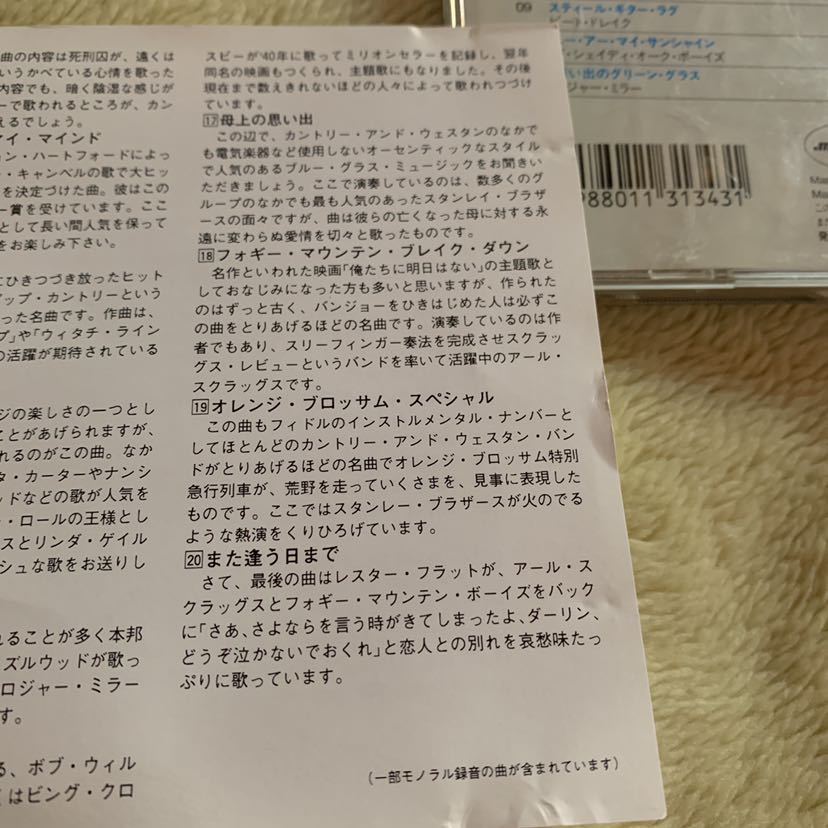 曲の内容は死刑囚が、遠くは
いうかべている心情を歌った
内容でも、暗く陰湿な感じが
ーで歌われるところが、カン
えるでしょう。
マイ・マインド
ョン・ハートフォードによっ
・キャンベルの歌で大ヒッ
を決定づけた曲。彼はこの
ー賞を受けています。ここ
として長い間人気を保って
をお楽しみ下さい。
にひきつづき放ったヒット
アップ・カントリーという
った名曲です。作曲は、
ブ」や「ウィタチ・ライン
の活躍が期待されている
ジの楽しさの一つとし
ことがあげられますが、
れるのがこの曲。なか
タ・カーターやナンシ
ッドなどの歌が人気を
・ロールの王様とし
スとリンダ・ゲイル
シュな歌をお送りし
れることが多く本邦
ズルウッドが歌っ
ロジャー・ミラー
す。
る、ボブ・ウィル
くはビング・クロ
スビーが'40年に歌ってミリオンセラーを記録し、翌年
同名の映画もつくられ、主題歌にもなりました。その後
現在まで数えきれないほどの人々によって歌われつづけ
ています。
17 母上の思い出
この辺で、カントリー・アンド・ウェスタンのなかで
も電気楽器など使用しないオーセンティックなスタイル
で人気のあるブルー・グラス・ミュージックをお聞きい
ただきましょう。ここで演奏しているのは、数多くのグ
ループのなかでも最も人気のあったスタンレイ・ブラザ
ースの面々ですが、曲は彼らの亡くなった母に対する永
遠に変わらぬ愛情を切々と歌ったものです。
18 フォギー・マウンテン・ブレイク・ダウン
名作といわれた映画「俺たちに明日はない」の主題歌と
しておなじみになった方も多いと思いますが、作られた
のはずっと古く、バンジョーをひきはじめた人は必ずこ
の曲をとりあげるほどの名曲です。演奏しているのは作
者でもあり、スリーフィンガー奏法を完成させスクラッ
グス・レビューというバンドを率いて活躍中のアール・
スクラッグスです。
19 オレンジ・ブロッサム・スペシャル
この曲もフィドルのインストルメンタル・ナンバーと
してほとんどのカントリー・アンド・ウェスタン・バン
ドがとりあげるほどの名曲でオレンジ・ブロッサム特別
急行列車が、荒野を走っていくさまを、見事に表現した
ものです。ここではスタンレー・ブラザースが火のでる
ような熱演をくりひろげています。
20 また逢う日まで
さて、最後の曲はレスター・フラットが、アール・ス
クラッグスとフォギー・マウンテン・ボーイズをバック
に「さあ、さよならを言う時がきてしまったよ、ダーリン、
どうぞ泣かないでおくれ」と恋人との別れを哀愁味たっ
ぷりに歌っています。
(一部モノラル録音の曲が含まれています)
09 スティール・ギター・ラグ
ピート・ドレイク
ー・アー・マイ・サンシャイン
・シェイディ・オーク・ボーイズ
い出のグリーン・グラス
ジャー・ミラー
988011 313431